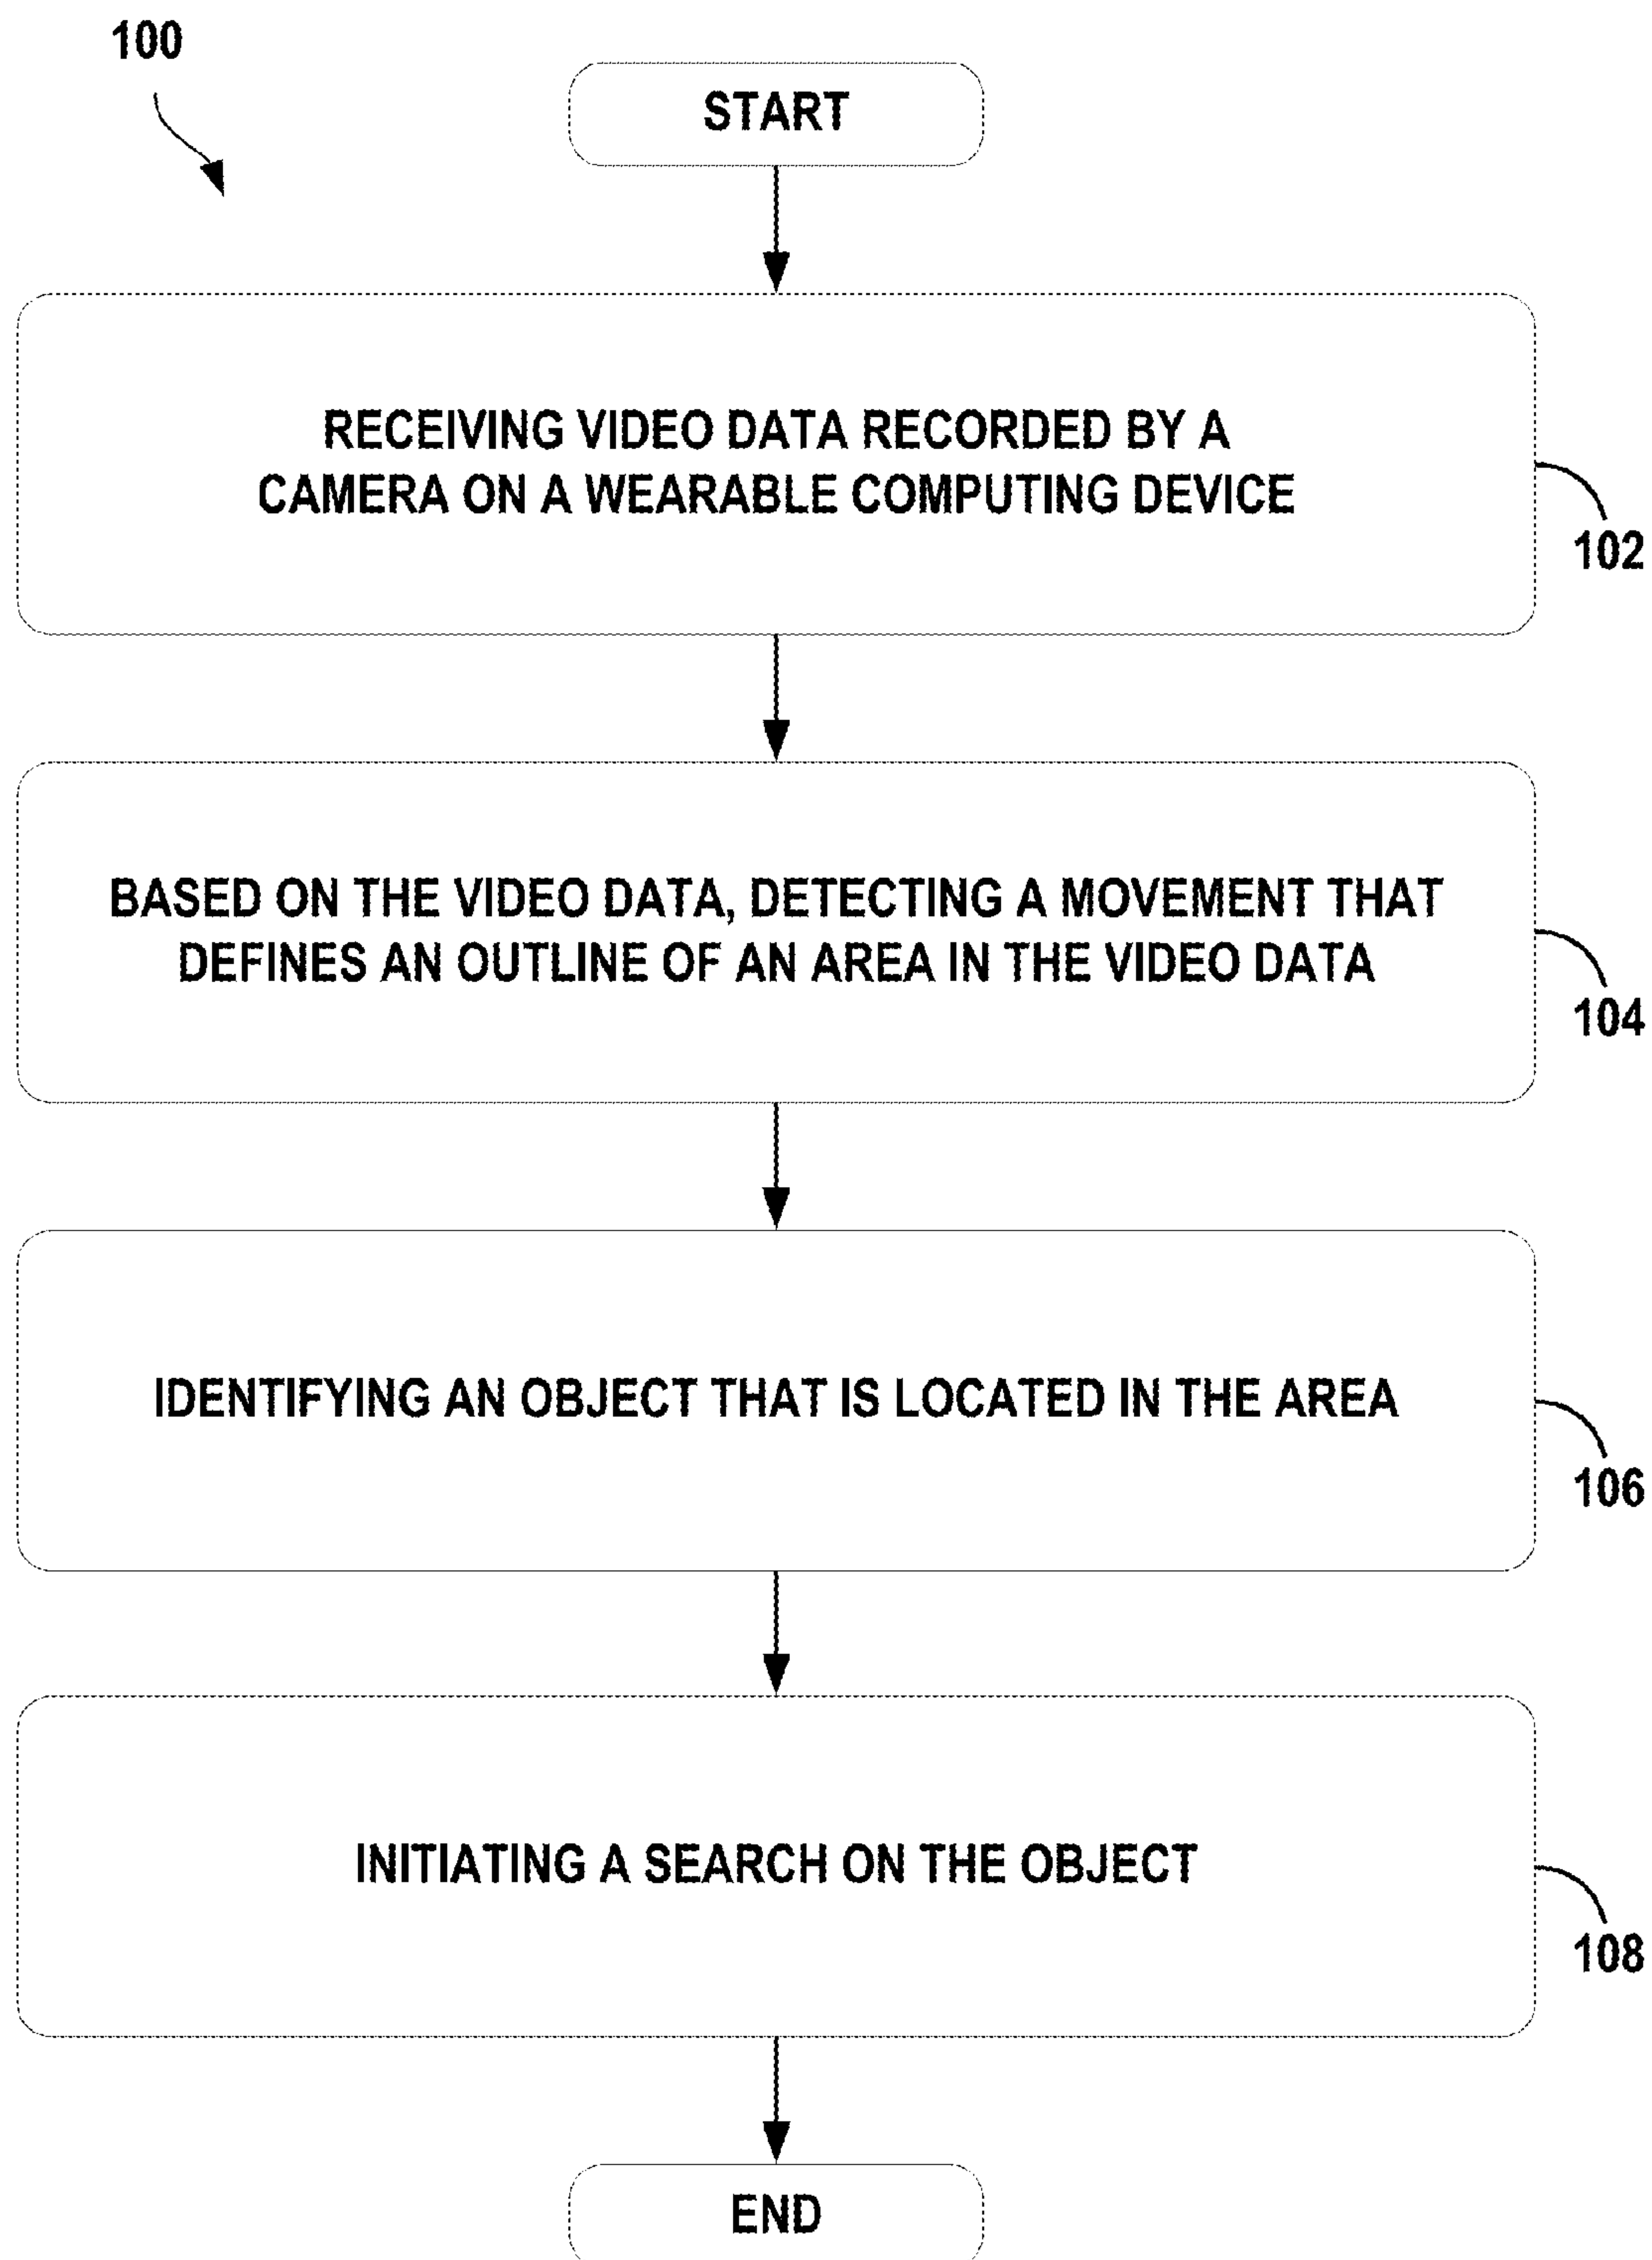 100
START
RECEIVING VIDEO DATA RECORDED BY A
CAMERA ON A WEARABLE COMPUTING DEVICE
102
BASED ON THE VIDEO DATA, DETECTING A MOVEMENT THAT
DEFINES AN OUTLINE OF AN AREA IN THE VIDEO DATA
104
IDENTIFYING AN OBJECT THAT IS LOCATED IN THE AREA
106
INITIATING A SEARCH ON THE OBJECT
108
END